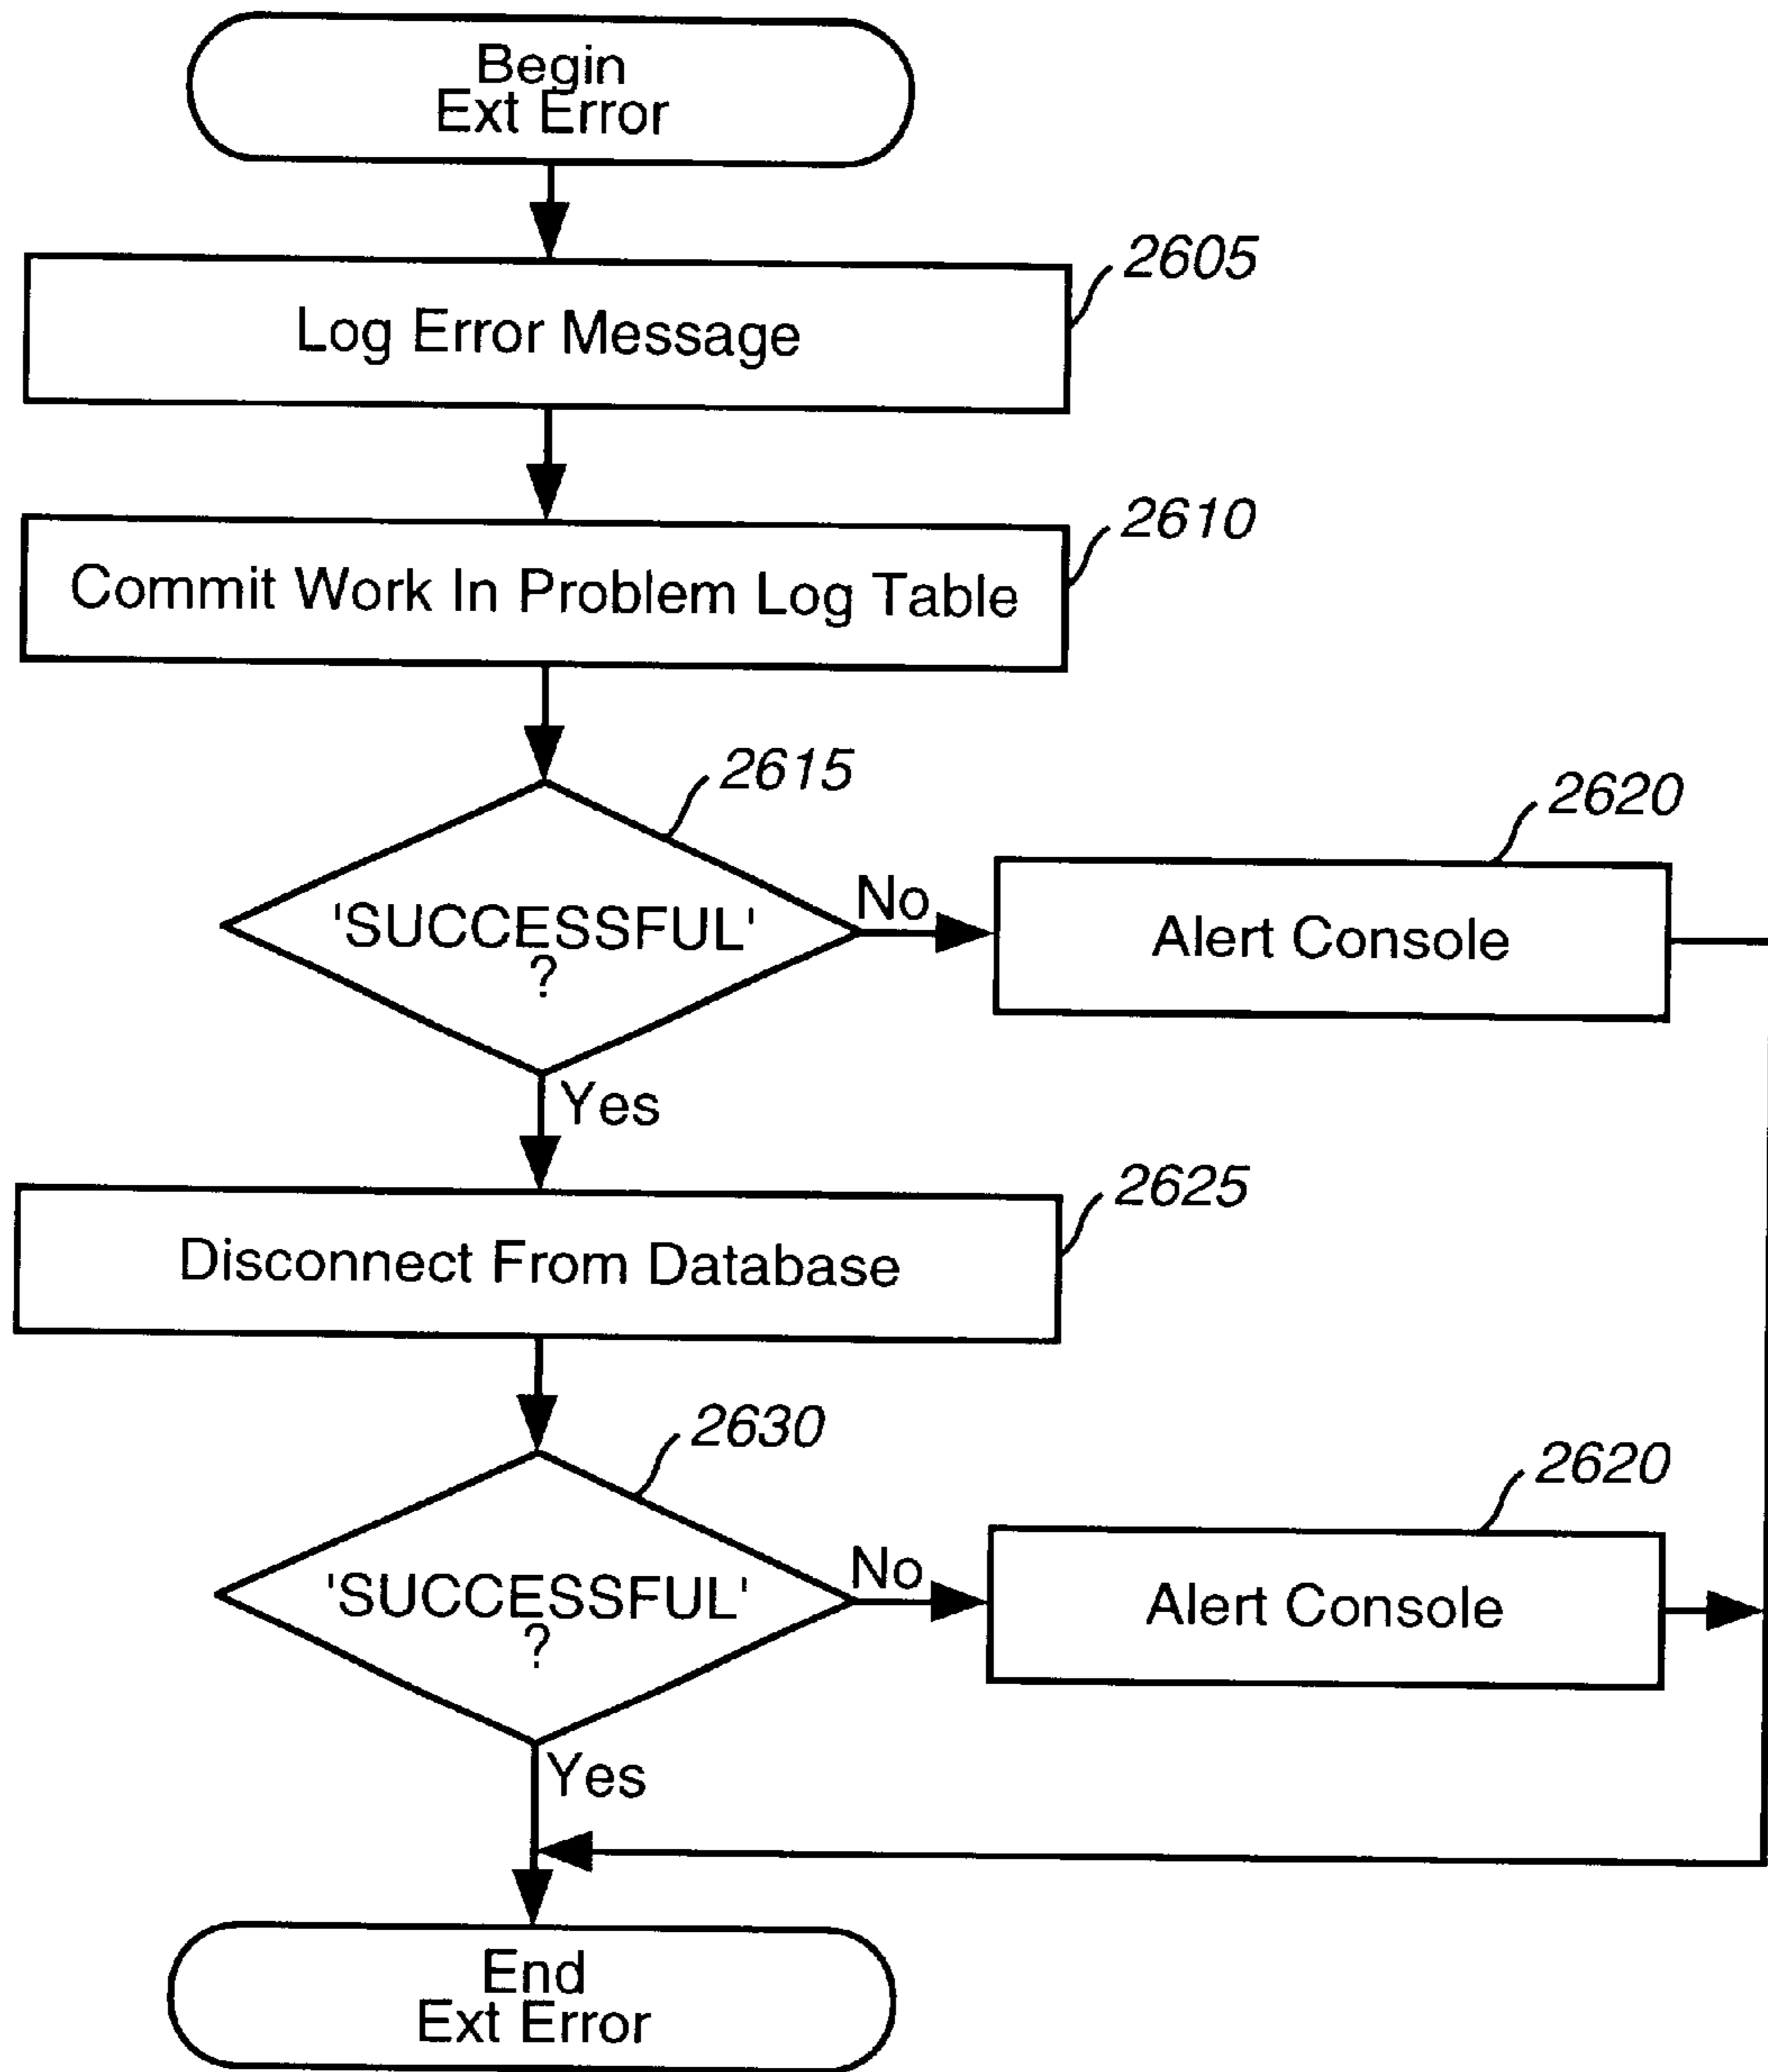 Begin
Ext Error
2605
Log Error Message
2610
Commit Work In Problem Log Table
2615
'SUCCESSFUL'
?
No
2620
Alert Console
Yes
2625
Disconnect From Database
2630
'SUCCESSFUL'
?
No
2620
Alert Console
Yes
End
Ext Error